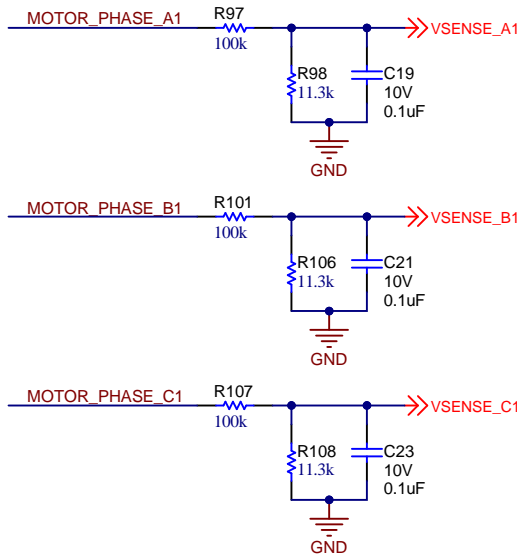 MOTOR_PHASE_A1 R97 VSENSE_A1
100k
R98 C19
11.3k 10V
0.1uF
GND
MOTOR_PHASE_B1 R101 VSENSE_B1
100k
R106 C21
11.3k 10V
0.1uF
GND
MOTOR_PHASE_C1 R107 VSENSE_C1
100k
R108 C23
11.3k 10V
0.1uF
GND